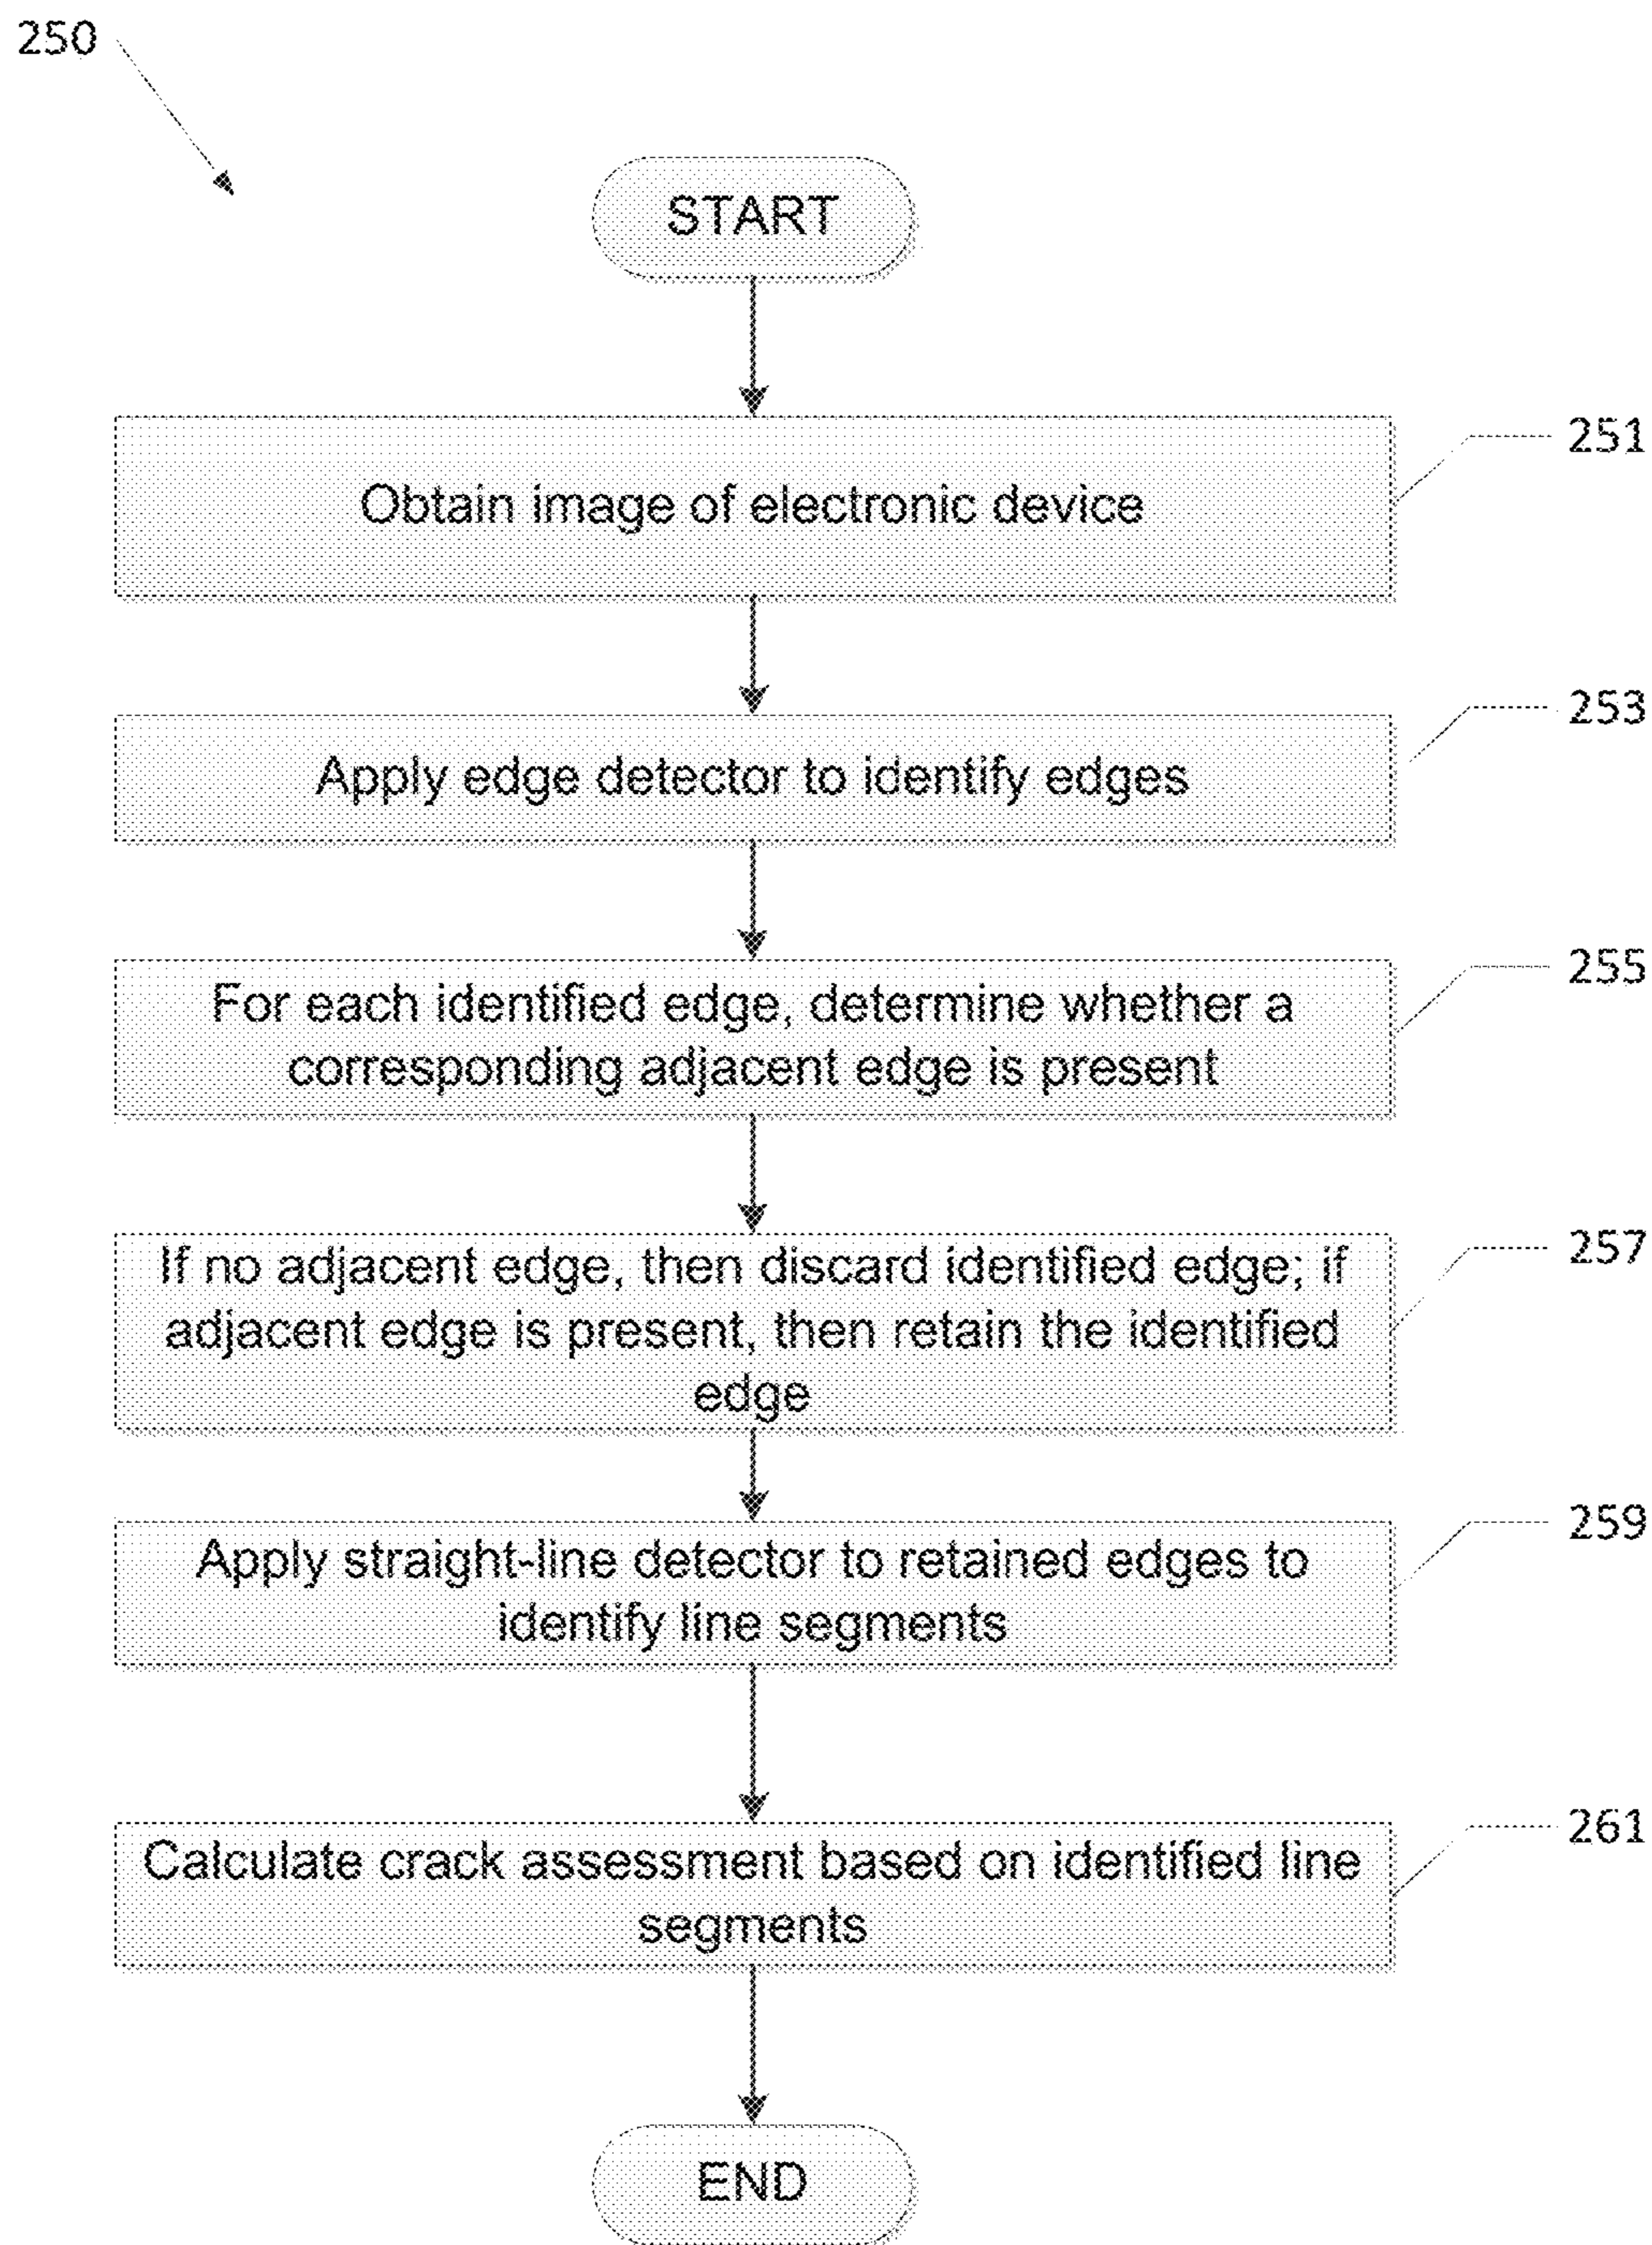 250
START
251
Obtain image of electronic device
253
Apply edge detector to identify edges
255
For each identified edge, determine whether a
corresponding adjacent edge is present
257
If no adjacent edge, then discard identified edge; if
adjacent edge is present, then retain the identified
edge
259
Apply straight-line detector to retained edges to
identify line segments
261
Calculate crack assessment based on identified line
segments
END